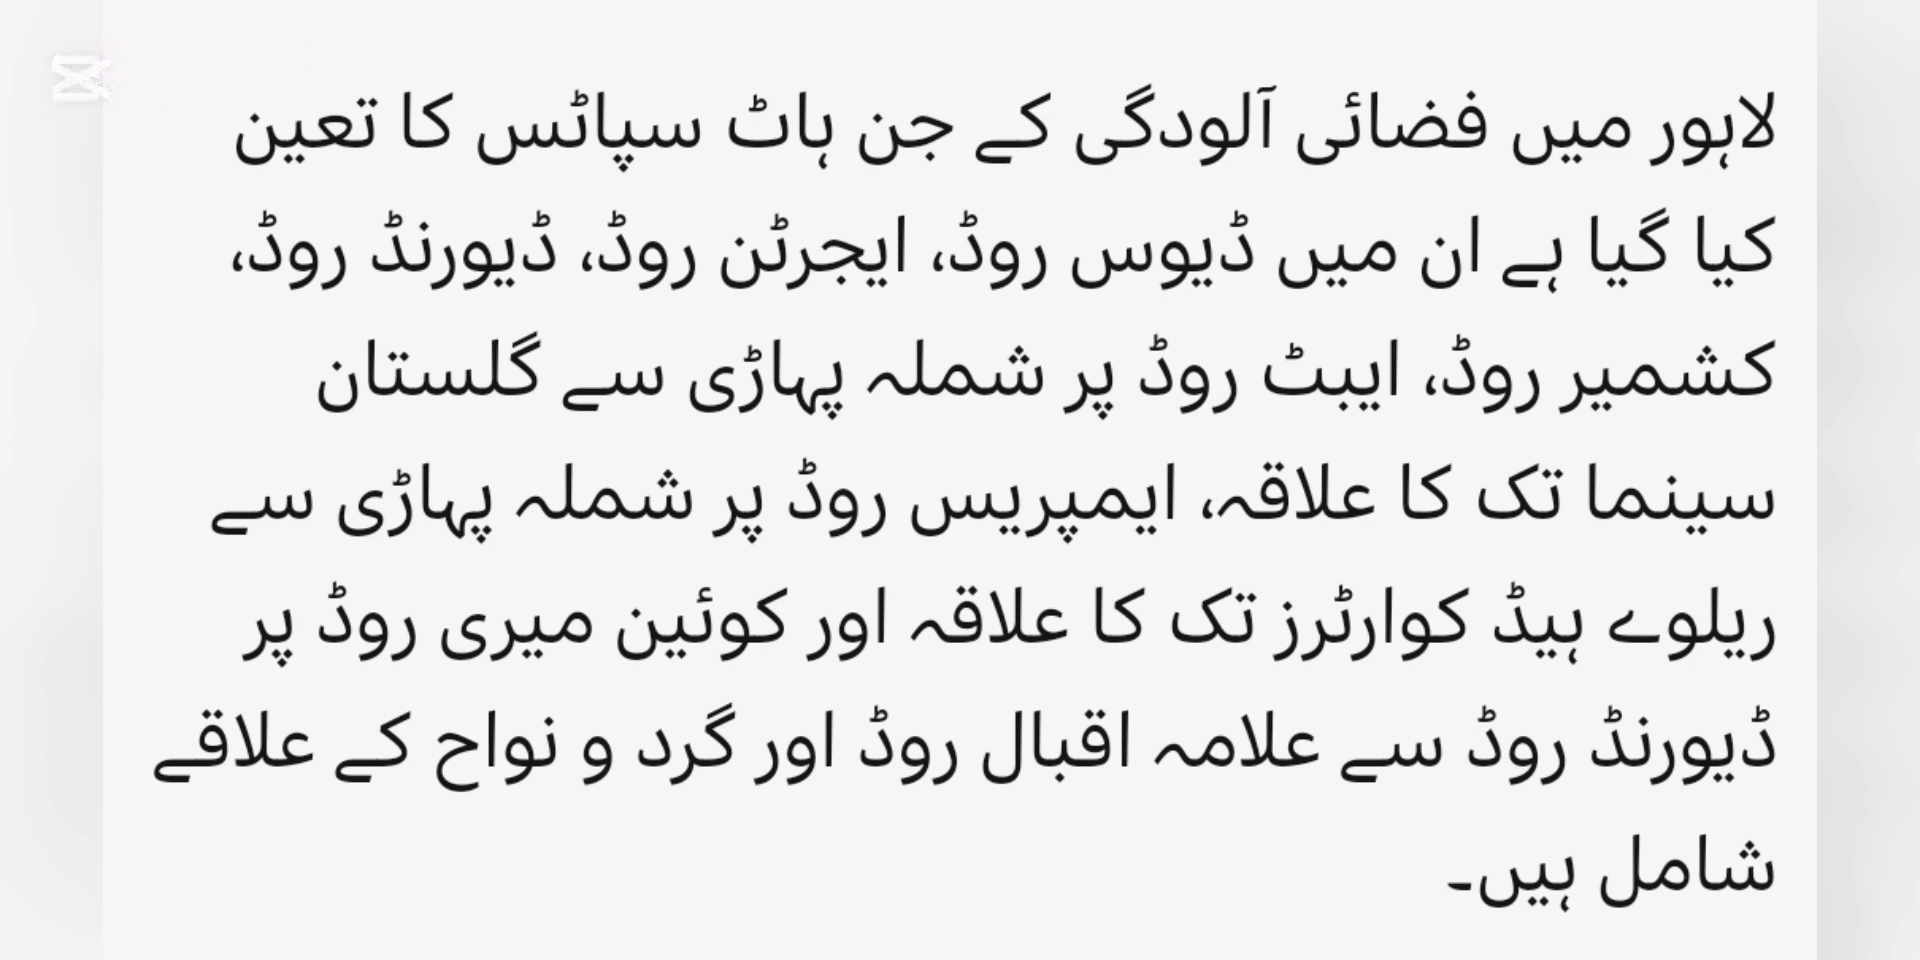 لاہور میں فضائی آلودگی کے جن ہاٹ سپاٹس کا تعین
کیا گیا ہے ان میں ڈیوس روڈ، ایجرٹن روڈ، ڈیورنڈ روڈ،
کشمیر روڈ، ایبٹ روڈ پر شملہ پہاڑی سے گلستان
سینما تک کا علاقہ، ایمپریس روڈ پر شملہ پہاڑی سے
ریلوے ہیڈ کوارٹرز تک کا علاقہ اور کوئین میری روڈ پر
ڈیورنڈ روڈ سے علامہ اقبال روڈ اور گرد و نواح کے علاقے
شامل ہیں۔